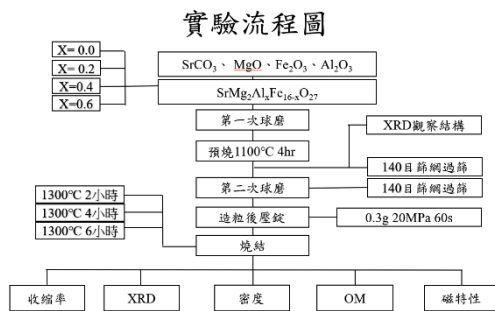 實驗流程圖
X= 0.0
X= 0.2
X=0.4
X=0.6
SrCO₃、MgO、Fe₂O₃、Al₂O₃
SrMg₂AlₓFe₁₆₋ₓO₂₇
第一次球磨
XRD觀察結構
預燒1100℃ 4hr
140目篩網過篩
第二次球磨
140目篩網過篩
1300℃ 2小時
1300℃ 4小時
1300℃ 6小時
造粒後壓錠
0.3g 20MPa 60s
燒結
收縮率
XRD
密度
OM
磁特性